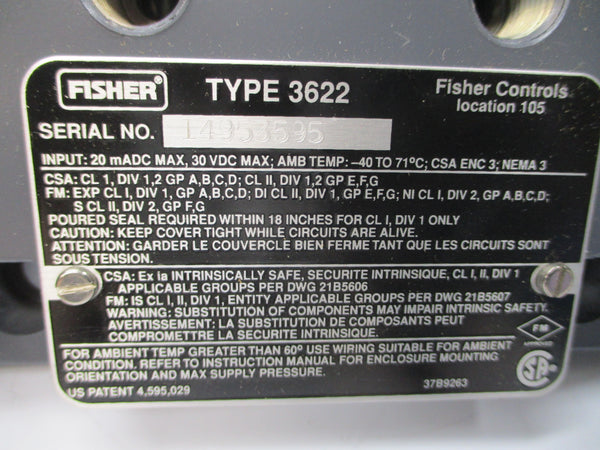 FISHER
TYPE 3622
Fisher Controls
location 105
SERIAL NO. 14953595
INPUT: 20 mADC MAX, 30 VDC MAX; AMB TEMP: –40 TO 71ºC; CSA ENC 3; NEMA 3
CSA: CL 1, DIV 1,2 GP A,B,C,D; CL II, DIV 1,2 GP E,F,G
FM: EXP CL I, DIV 1, GP A,B,C,D; DI CL II, DIV 1, GP E,F,G; NI CL I, DIV 2, GP A,B,C,D;
S CL II, DIV 2, GP F,G
POURED SEAL REQUIRED WITHIN 18 INCHES FOR CL I, DIV 1 ONLY
CAUTION: KEEP COVER TIGHT WHILE CIRCUITS ARE ALIVE.
ATTENTION: GARDER LE COUVERCLE BIEN FERME TANT QUE LES CIRCUITS SONT
SOUS TENSION.
CSA: Ex ia INTRINSICALLY SAFE, SECURITE INTRINSIQUE, CL I, II, DIV 1
APPLICABLE GROUPS PER DWG 21B5606
FM: IS CL I, II, DIV 1, ENTITY APPLICABLE GROUPS PER DWG 21B5607
WARNING: SUBSTITUTION OF COMPONENTS MAY IMPAIR INTRINSIC SAFETY.
AVERTISSEMENT: LA SUBSTITUTION DE COMPOSANTS PEUT
COMPROMETTRE LA SECURITE INTRINSIQUE.
FM
APPROVED
FOR AMBIENT TEMP GREATER THAN 60º USE WIRING SUITABLE FOR AMBIENT
CONDITION. REFER TO INSTRUCTION MANUAL FOR ENCLOSURE MOUNTING
ORIENTATION AND MAX SUPPLY PRESSURE.
SA
US PATENT 4,595,029
37B9263